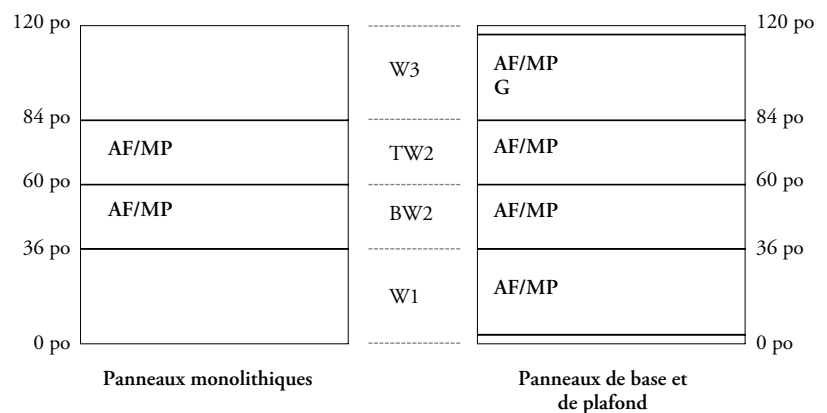 120 po
84 po
60 po
36 po
0 po
AF/MP
AF/MP
Panneaux monolithiques
W3
TW2
BW2
W1
AF/MP
G
AF/MP
AF/MP
AF/MP
120 po
84 po
60 po
36 po
0 po
Panneaux de base et
de plafond